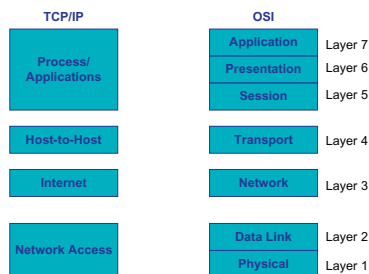 TCP/IP OSI
Process/
Applications
Application Layer 7
Presentation Layer 6
Session Layer 5
Host-to-Host Transport Layer 4
Internet Network Layer 3
Network Access
Data Link Layer 2
Physical Layer 1